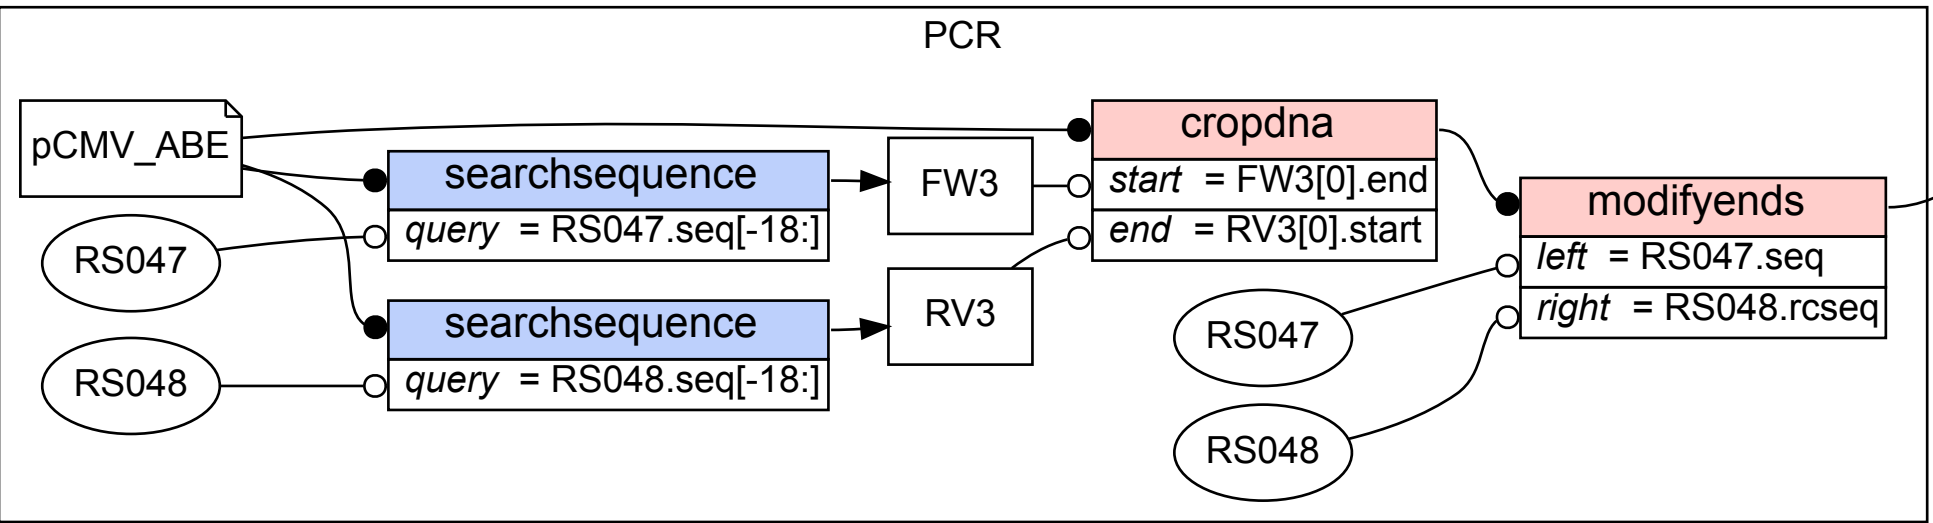 PCR
pCMV_ABE
RS047
RS048
searchsequence
query = RS047.seq[-18:]
searchsequence
query = RS048.seq[-18:]
FW3
RV3
cropdna
start = FW3[0].end
end = RV3[0].start
RS047
RS048
modifyends
left = RS047.seq
right = RS048.rcseq